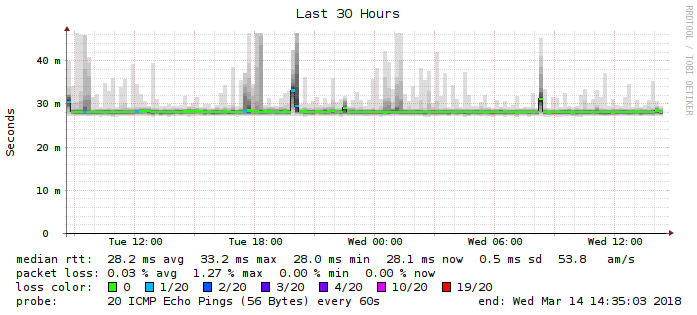 Last 30 Hours
RRDTOOL / TOBI OETIKER
Seconds
40 m
30 m
20 m
10 m
0
Tue 12:00 Tue 18:00 Wed 00:00 Wed 06:00 Wed 12:00
median rtt: 28.2 ms avg 33.2 ms max 28.0 ms min 28.1 ms now 0.5 ms sd 53.8 am/s
packet loss: 0.03 % avg 1.27 % max 0.00 % min 0.00 % now
loss color: 0 1/20 2/20 3/20 4/20 10/20 19/20
probe: 20 ICMP Echo Pings (56 Bytes) every 60s end: Wed Mar 14 14:35:03 2018